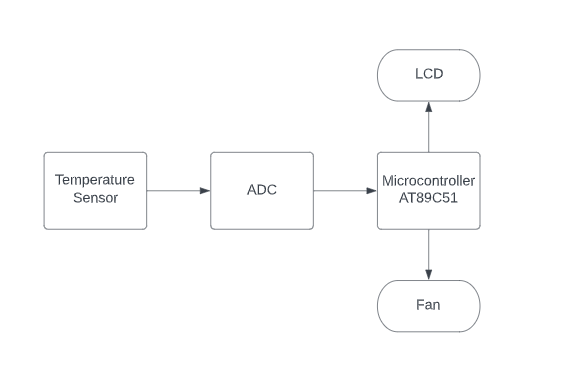 LCD
Temperature
Sensor
ADC
Microcontroller
AT89C51
Fan